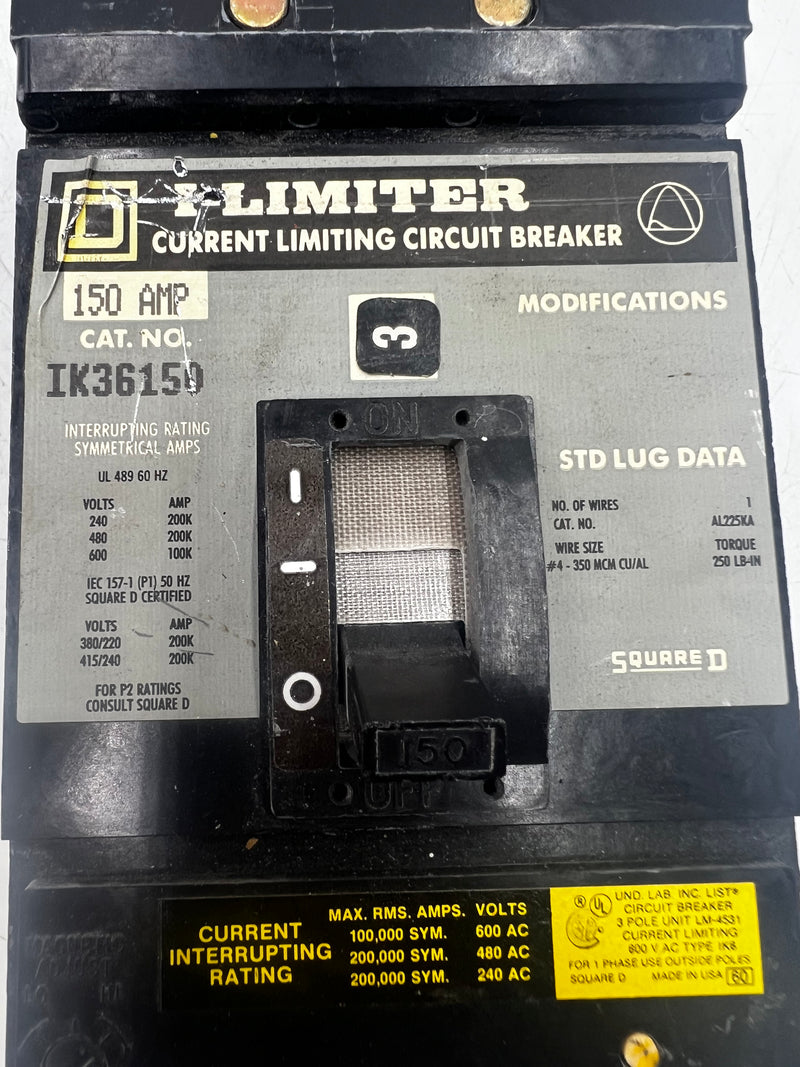 I-LIMITER
CURRENT LIMITING CIRCUIT BREAKER
150 AMP
CAT. NO.
IK36150
3
MODIFICATIONS
INTERRUPTING RATING
SYMMETRICAL AMPS
UL 489 60 HZ
VOLTS AMP
240 200K
480 200K
600 100K
IEC 157-1 (P1) 50 HZ
SQUARE D CERTIFIED
VOLTS AMP
380/220 200K
415/240 200K
FOR P2 RATINGS
CONSULT SQUARE D
ON
I
O
150
OFF
STD LUG DATA
NO. OF WIRES 1
CAT. NO. AL225KA
WIRE SIZE TORQUE
#4 - 350 MCM CU/AL 250 LB-IN
SQUARE D
CURRENT
INTERRUPTING
RATING
MAX. RMS. AMPS. VOLTS
100,000 SYM. 600 AC
200,000 SYM. 480 AC
200,000 SYM. 240 AC
UND. LAB. INC. LIST®
CIRCUIT BREAKER
3 POLE UNIT LM-4531
CURRENT LIMITING
600 V AC TYPE IK6
FOR 1 PHASE USE OUTSIDE POLES
SQUARE D MADE IN USA 60
® UL
HI